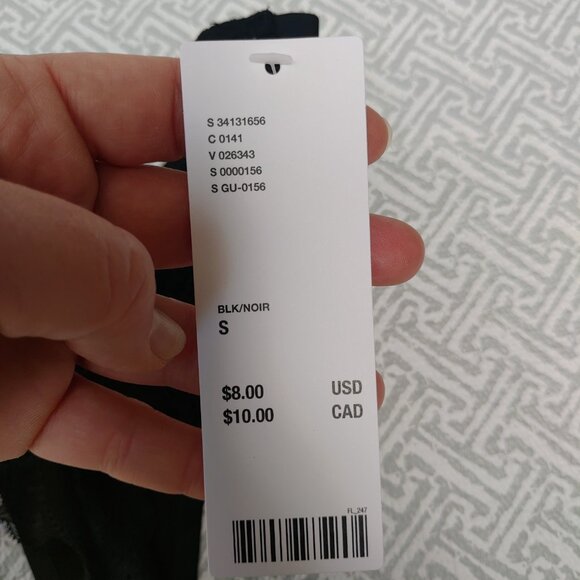 S 34131656
C 0141
V 026343
S 0000156
S GU-0156
BLK/NOIR
S
$8.00 USD
$10.00 CAD
FL_247